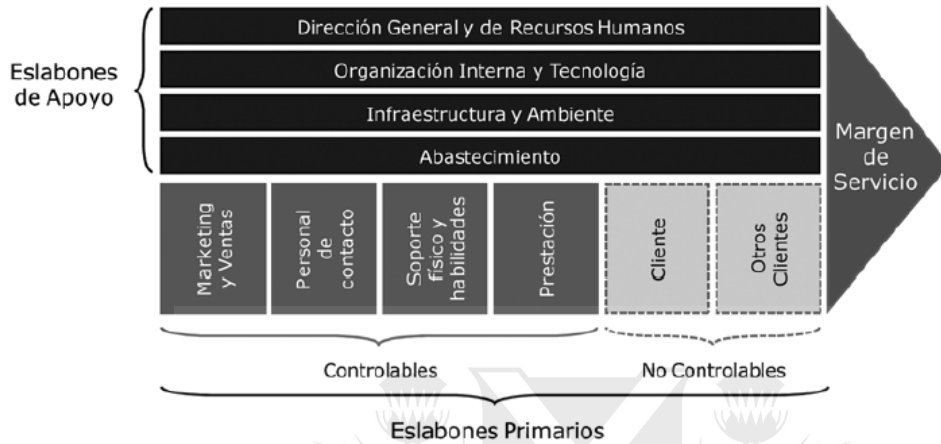 Dirección General y de Recursos Humanos
Eslabones
de Apoyo
Organización Interna y Tecnología
Infraestructura y Ambiente
Abastecimiento
Margen
de
Servicio
Marketing
y Ventas
Personal
de
contacto
Soporte
físico y
habilidades
Prestación
Cliente
Otros
Clientes
Controlables
No Controlables
Eslabones Primarios